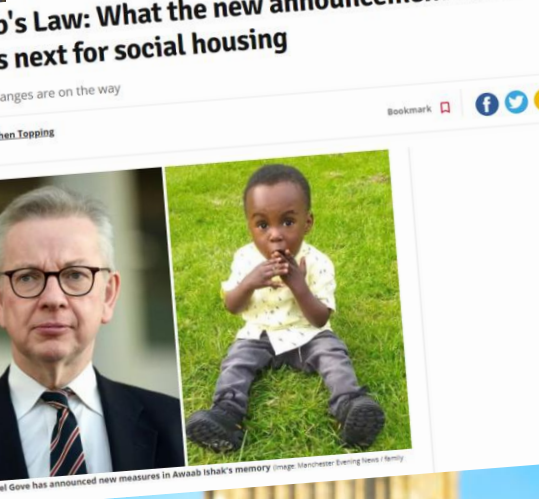 b's Law: What the new announcement
s next for social housing
anges are on the way
hen Topping
Bookmark
el Gove has announced new measures in Awaab Ishak's memory (Image: Manchester Evening News / family